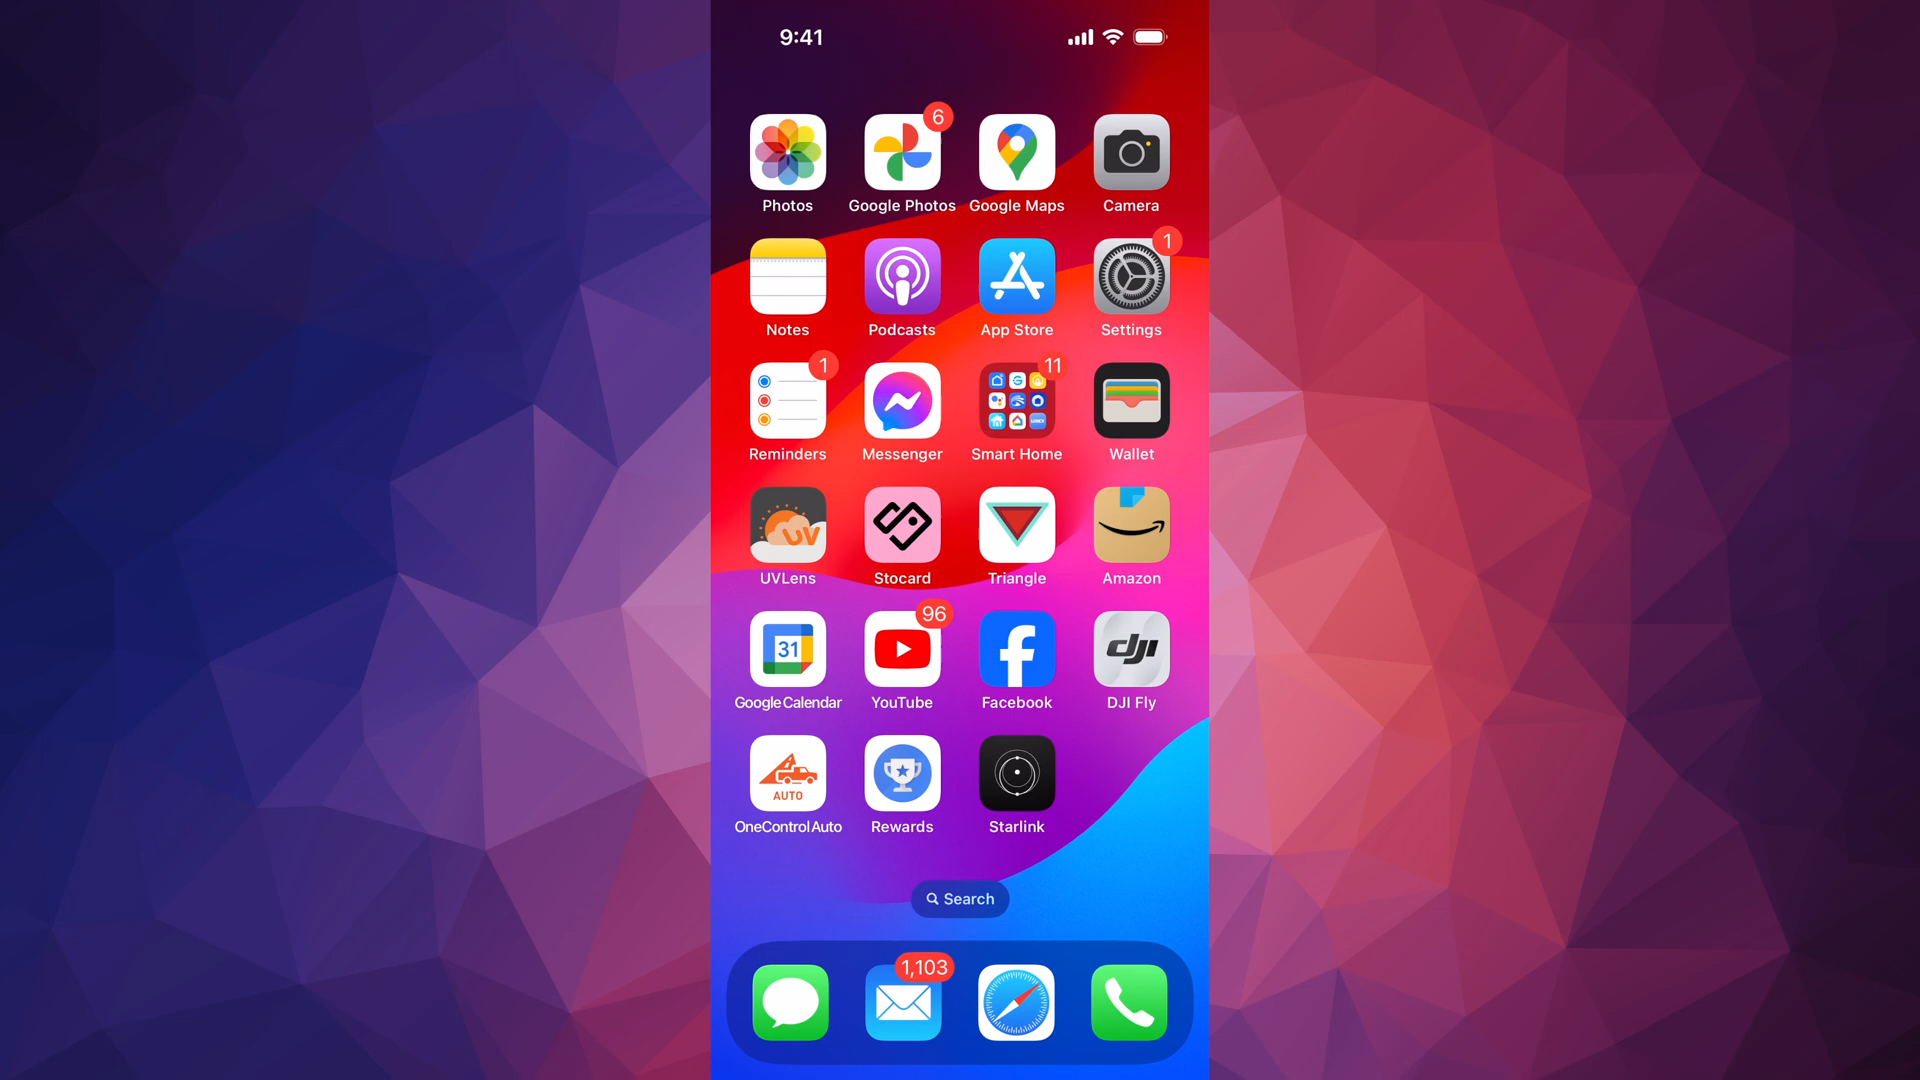 9:41
6
Photos
Google Photos
Google Maps
Camera
1
Notes
Podcasts
App Store
Settings
1
11
Reminders
Messenger
Smart Home
Wallet
UV
UVLens
Stocard
Triangle
Amazon
96
31
dji
Google Calendar
YouTube
Facebook
DJI Fly
AUTO
OneControl Auto
Rewards
Starlink
Search
1,103